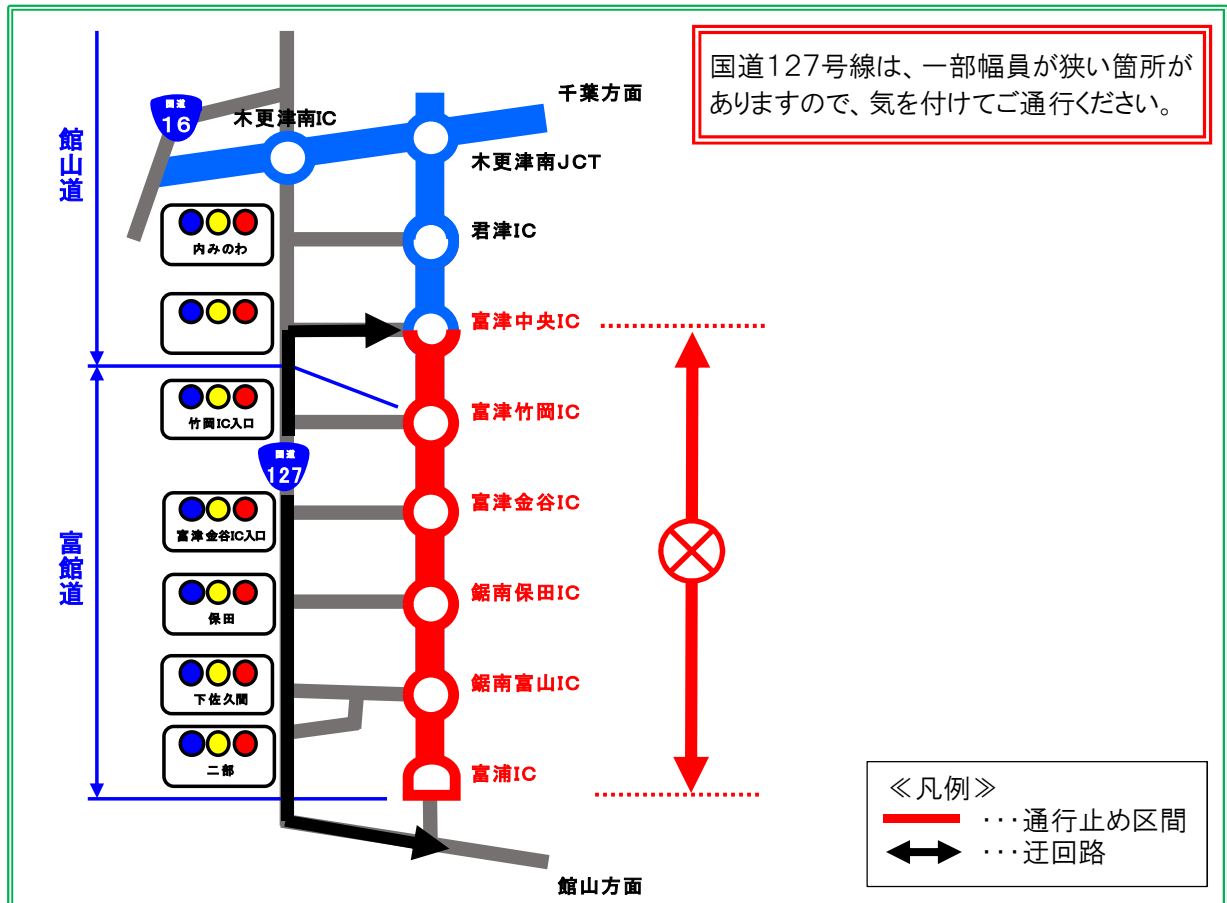 国道127号線は、一部幅員が狭い箇所が
ありますので、気を付けてご通行ください。
千葉方面
国道
16
木更津南IC
木更津南JCT
館山道
内みのわ
君津IC
富津中央IC
竹岡IC入口
富津竹岡IC
国道
127
富津金谷IC入口
富津金谷IC
富館道
保田
鋸南保田IC
下佐久間
鋸南富山IC
二部
富浦IC
館山方面
≪凡例≫
・・・通行止め区間
・・・迂回路